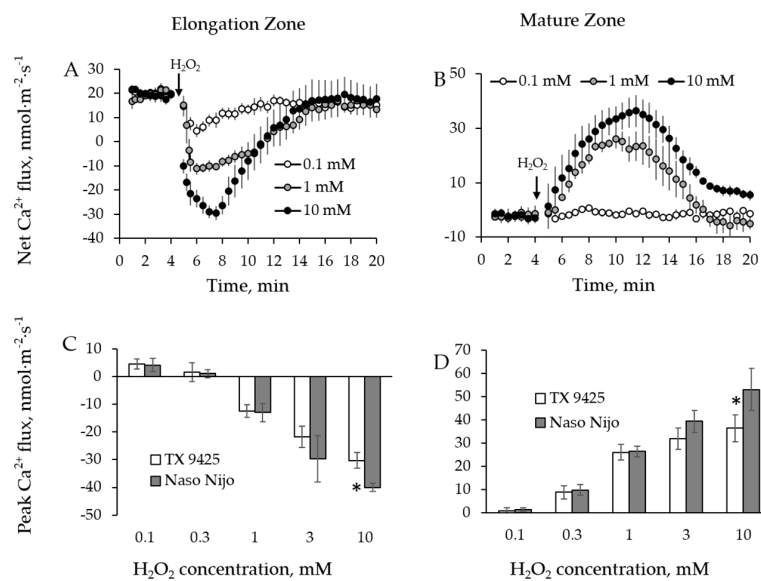 Elongation Zone
Mature Zone
A
H₂O₂
Net Ca²⁺ flux, nmol·m⁻²·s⁻¹
30
20
10
0
-10
-20
-30
-40
0.1 mM
1 mM
10 mM
0 2 4 6 8 10 12 14 16 18 20
Time, min
B
0.1 mM 1 mM 10 mM
50
30
10
-10
H₂O₂
0 2 4 6 8 10 12 14 16 18 20
Time, min
C
Peak Ca²⁺ flux, nmol·m⁻²·s⁻¹
10
0
-10
-20
-30
-40
-50
TX 9425
Naso Nijo
*
0.1 0.3 1 3 10
H₂O₂ concentration, mM
D
70
60
50
40
30
20
10
0
TX 9425
Naso Nijo
*
0.1 0.3 1 3 10
H₂O₂ concentration, mM